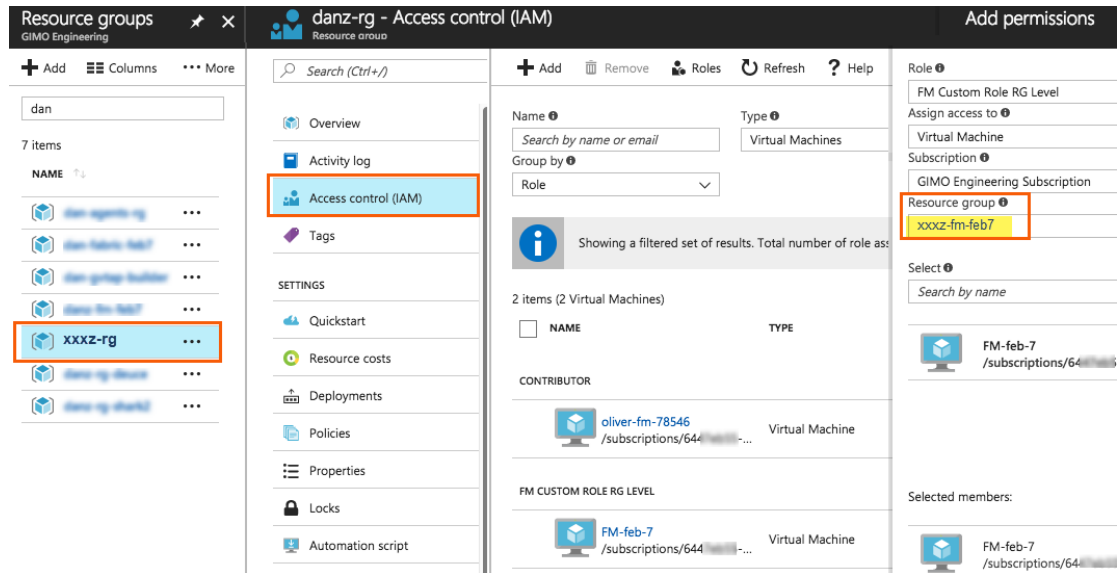 Resource groups
GIMO Engineering
Add
Columns
More
dan
7 items
NAME
xxxz-rg
danz-rg - Access control (IAM)
Resource group
Search (Ctrl+/)
Overview
Activity log
Access control (IAM)
Tags
SETTINGS
Quickstart
Resource costs
Deployments
Policies
Properties
Locks
Automation script
Add
Remove
Roles
Refresh
? Help
Name
Type
Search by name or email
Virtual Machines
Group by
Role
Showing a filtered set of results. Total number of role ass
2 items (2 Virtual Machines)
NAME
TYPE
CONTRIBUTOR
oliver-fm-78546
/subscriptions/644
Virtual Machine
FM CUSTOM ROLE RG LEVEL
FM-feb-7
/subscriptions/644
Virtual Machine
Add permissions
Role
FM Custom Role RG Level
Assign access to
Virtual Machine
Subscription
GIMO Engineering Subscription
Resource group
xxxz-fm-feb7
Select
Search by name
FM-feb-7
/subscriptions/64
Selected members:
FM-feb-7
/subscriptions/64